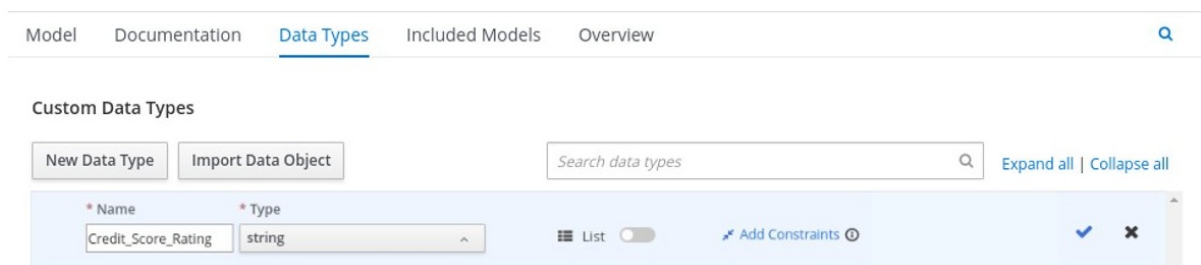 Model Documentation Data Types Included Models Overview
Custom Data Types
New Data Type Import Data Object Search data types Expand all | Collapse all
* Name * Type
Credit_Score_Rating string List Add Constraints